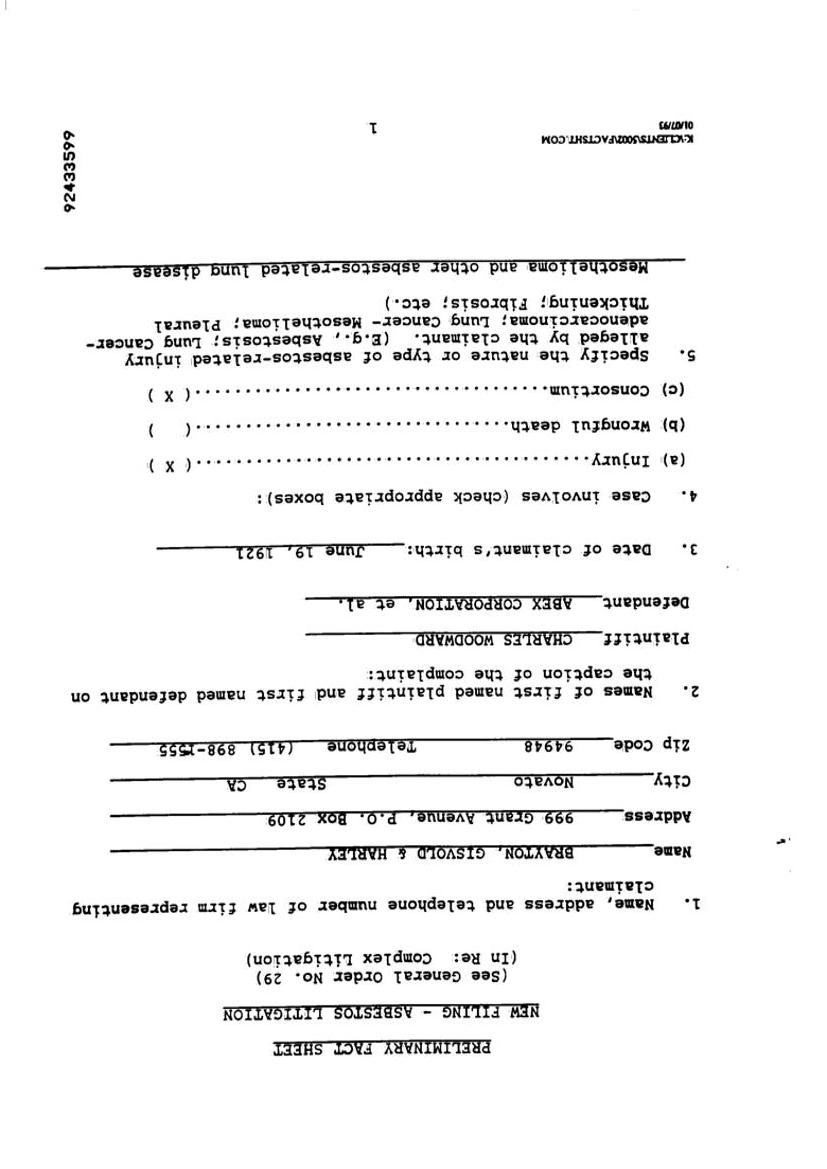 PRELIMINARY FACT SHEET
NEW FILING - ASBESTOS LITIGATION
(See General Order No. 29)
(In Re: Complex Litigation)
1. Name, address and telephone number of law firm representing
claimant:
Name BRAYTON, GISVOLD & HARLEY
Address 999 Grant Avenue, P.O. Box 2109
City Novato State CA
Zip Code 94948 Telephone (415) 898-1555
2. Names of first named plaintiff and first named defendant on
the caption of the complaint:
Plaintiff CHARLES WOODWARD
Defendant ABEX CORPORATION, et al.
3. Date of claimant's birth: June 19, 1921
4. Case involves (check appropriate boxes):
(a) Injury........................................( X )
(b) Wrongful death................................( )
(c) Consortium....................................( X )
5. Specify the nature or type of asbestos-related injury
alleged by the claimant. (E.g., Asbestosis; Lung Cancer-
adenocarcinoma; Lung Cancer- Mesothelioma; Pleural
Thickening; Fibrosis; etc.)
Mesothelioma and other asbestos-related lung disease
K:\CLIENTS\5002\FACTSHT.COM
01/07/93
1
92433599